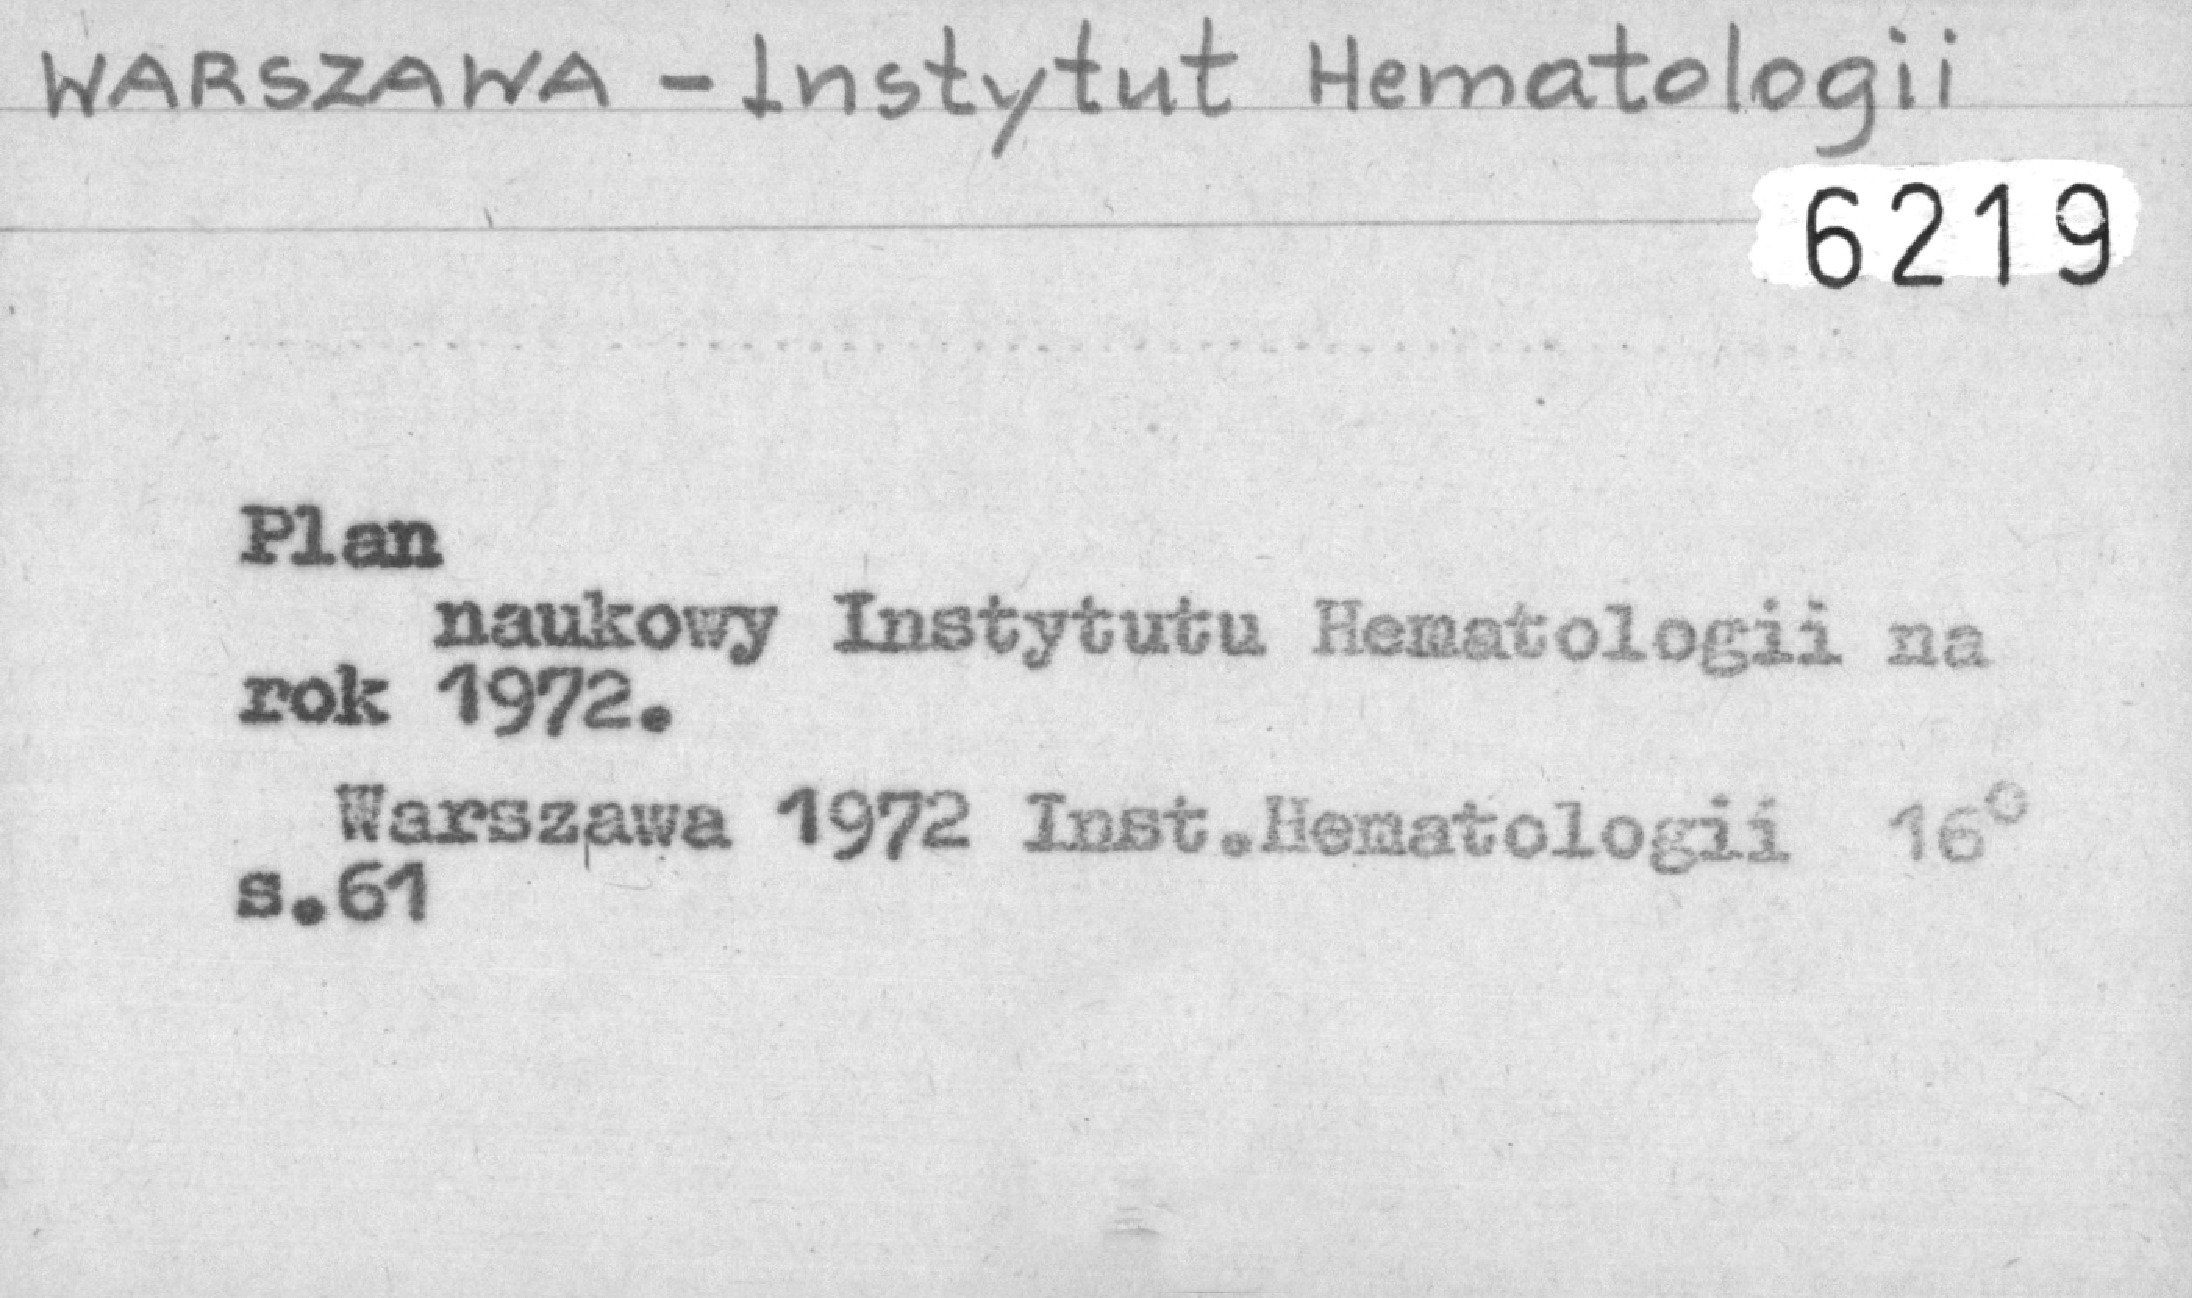 WARSZAWA - Instytut Hematologii
6219
Plan
naukowy Instytutu Hematologii na
rok 1972.
Warszawa 1972 Inst.Hematologii 16°
s.61